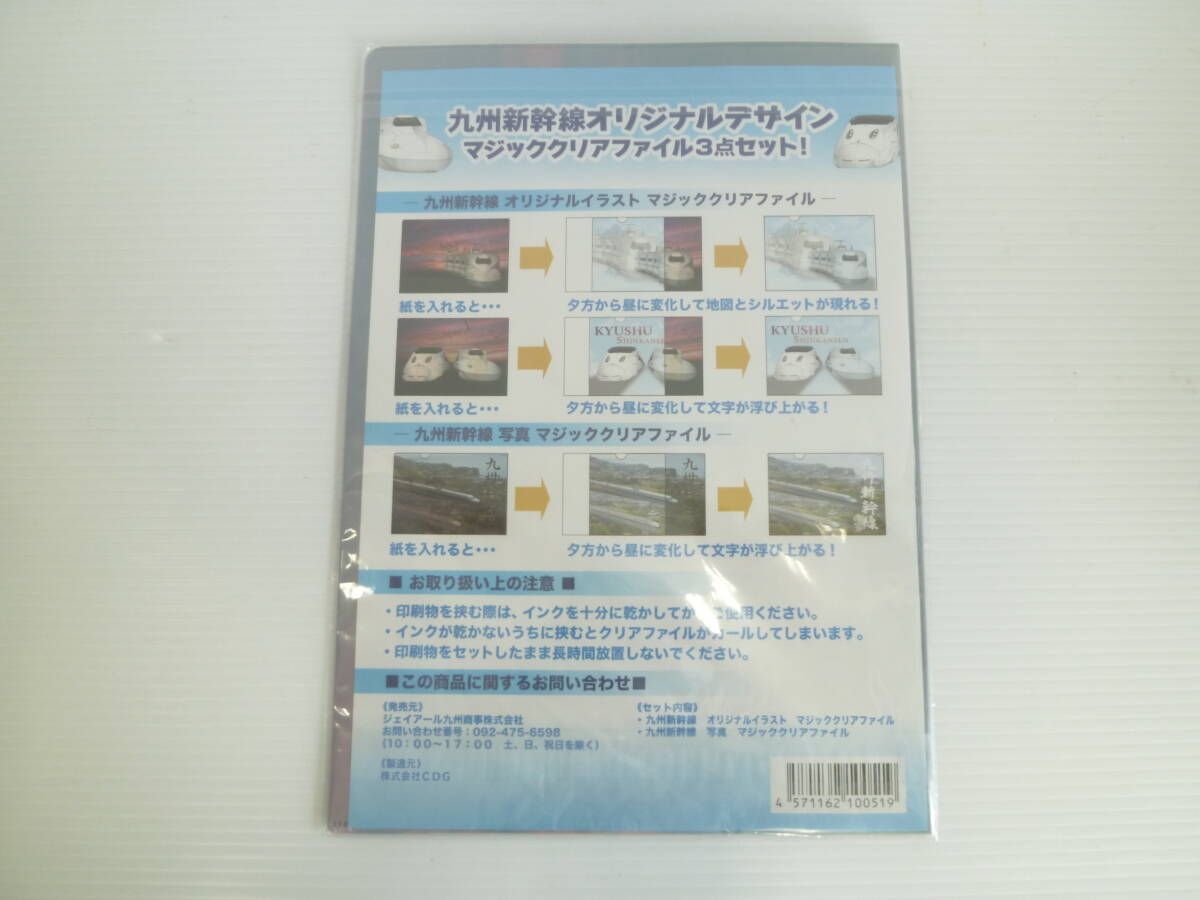 九州新幹線オリジナルデザイン
マジッククリアファイル3点セット!
― 九州新幹線 オリジナルイラスト マジッククリアファイル ―
紙を入れると・・・
夕方から昼に変化して地図とシルエットが現れる!
KYUSHU
SHINKANSEN
KYUSHU
SHINKANSEN
紙を入れると・・・
夕方から昼に変化して文字が浮び上がる!
― 九州新幹線 写真 マジッククリアファイル ―
九州
九州
九州新幹線
紙を入れると・・・
夕方から昼に変化して文字が浮び上がる!
■ お取り扱い上の注意 ■
・印刷物を挟む際は、インクを十分に乾かしてからご使用ください。
・インクが乾かないうちに挟むとクリアファイルがカールしてしまいます。
・印刷物をセットしたまま長時間放置しないでください。
■この商品に関するお問い合わせ■
《発売元》
ジェイアール九州商事株式会社
お問い合わせ番号:092-475-6598
(10:00〜17:00 土、日、祝日を除く)
《製造元》
株式会社CDG
《セット内容》
・九州新幹線 オリジナルイラスト マジッククリアファイル
・九州新幹線 写真 マジッククリアファイル
4 571162 100519